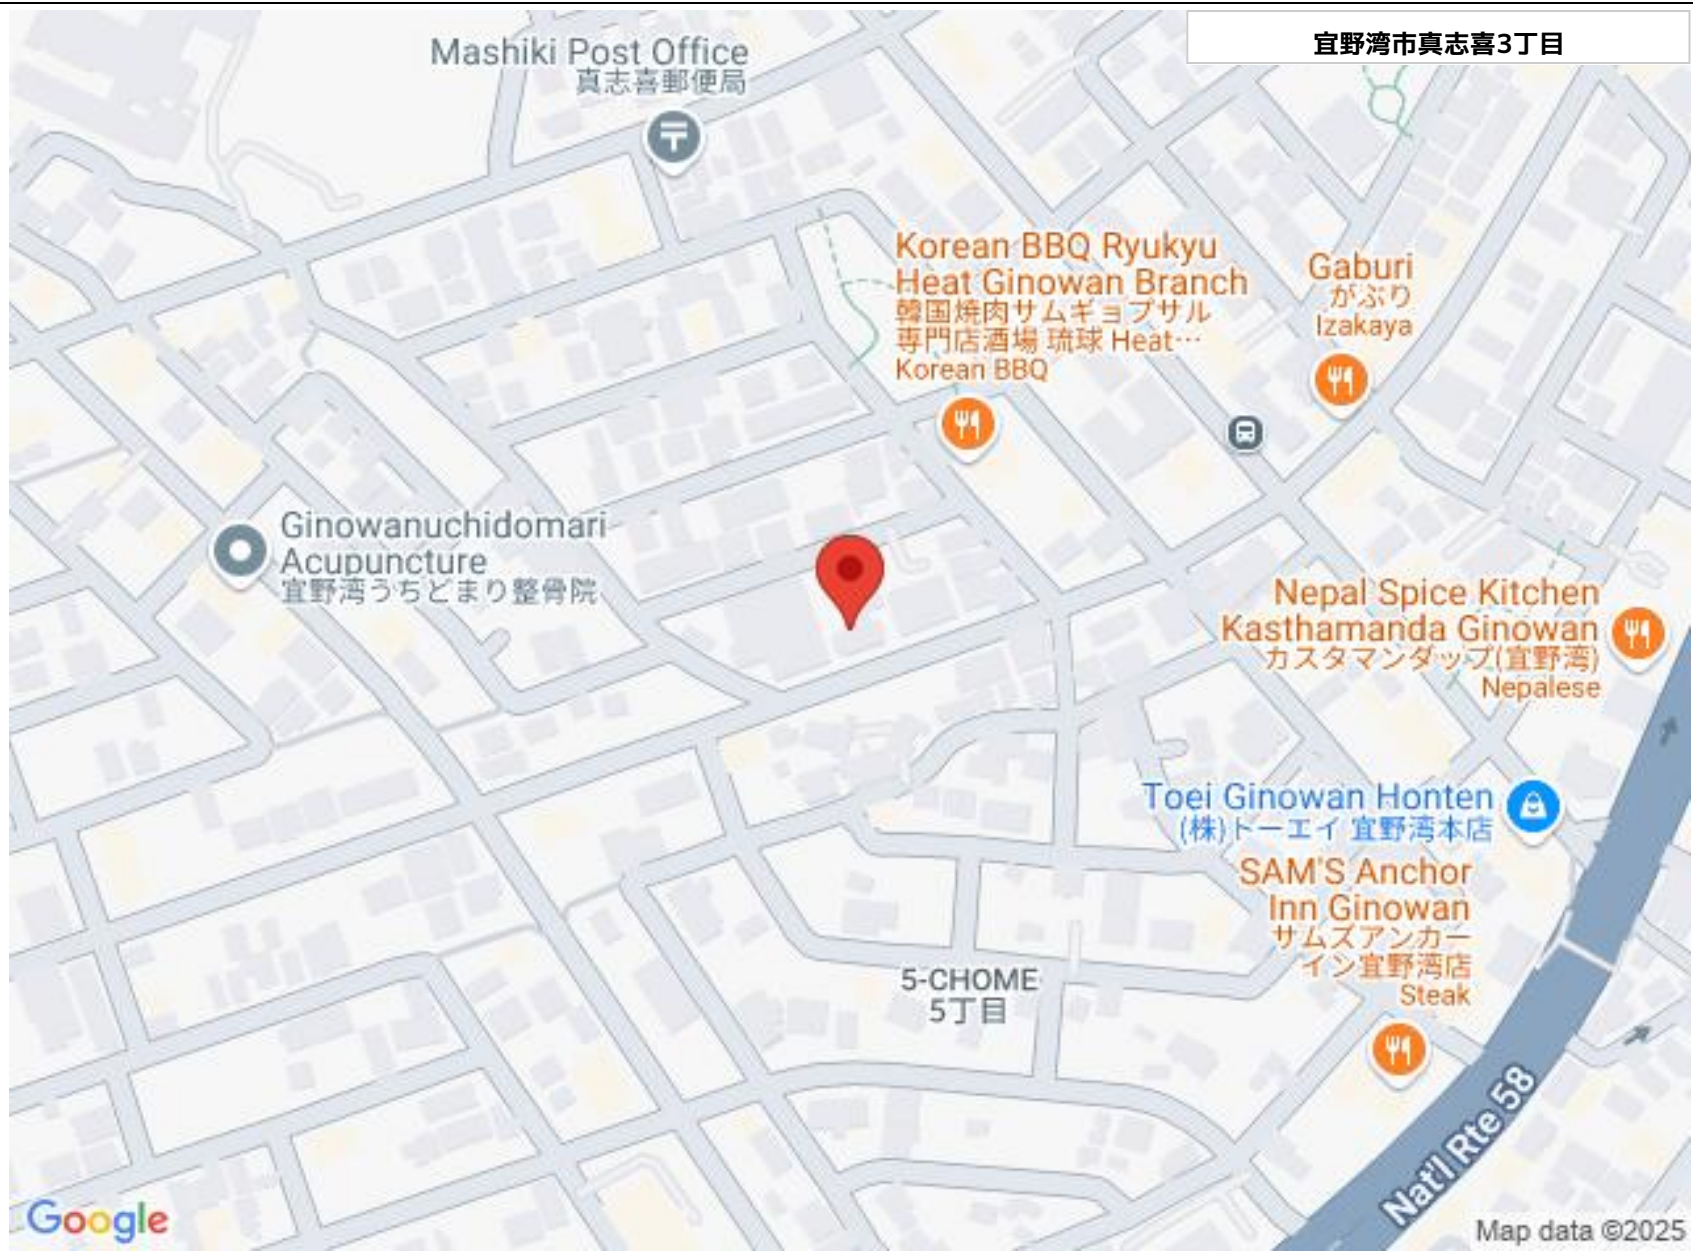 宜野湾市真志喜3丁目
Mashiki Post Office
真志喜郵便局
Korean BBQ Ryukyu
Heat Ginowan Branch
韓国焼肉サムギョプサル
専門店酒場 琉球 Heat…
Korean BBQ
Gaburi
がぶり
Izakaya
Ginowanuchidomari
Acupuncture
宜野湾うちどまり整骨院
Nepal Spice Kitchen
Kasthamanda Ginowan
カスタマンダップ(宜野湾)
Nepalese
Toei Ginowan Honten
(株)トーエイ 宜野湾本店
SAM'S Anchor
Inn Ginowan
サムズアンカー
イン宜野湾店
Steak
5-CHOME
5丁目
Nat'l Rte 58
Google
Map data ©2025